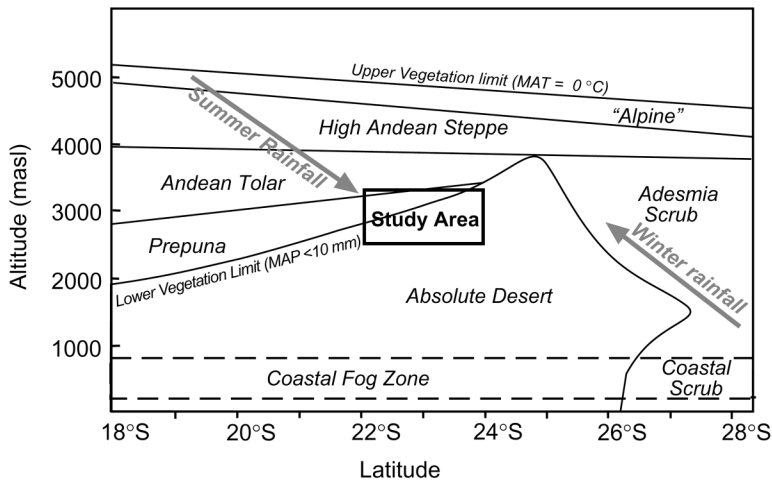 5000
4000
3000
2000
1000
Altitude (masl)
Upper Vegetation limit (MAT = 0 °C)
"Alpine"
High Andean Steppe
Summer Rainfall
Andean Tolar
Adesmia
Scrub
Study Area
Prepuna
Winter rainfall
Lower Vegetation Limit (MAP <10 mm)
Absolute Desert
Coastal Fog Zone
Coastal
Scrub
18°S 20°S 22°S 24°S 26°S 28°S
Latitude